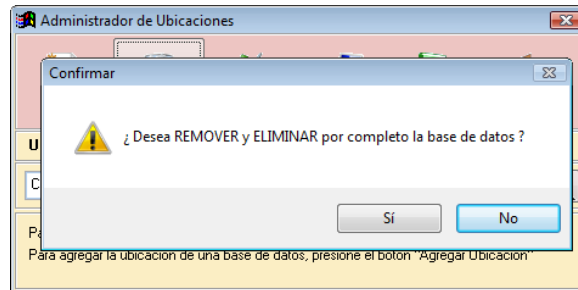 Administrador de Ubicaciones
Confirmar
¿ Desea REMOVER y ELIMINAR por completo la base de datos ?
Sí
No
Para agregar la ubicación de una base de datos, presione el botón "Agregar Ubicación"